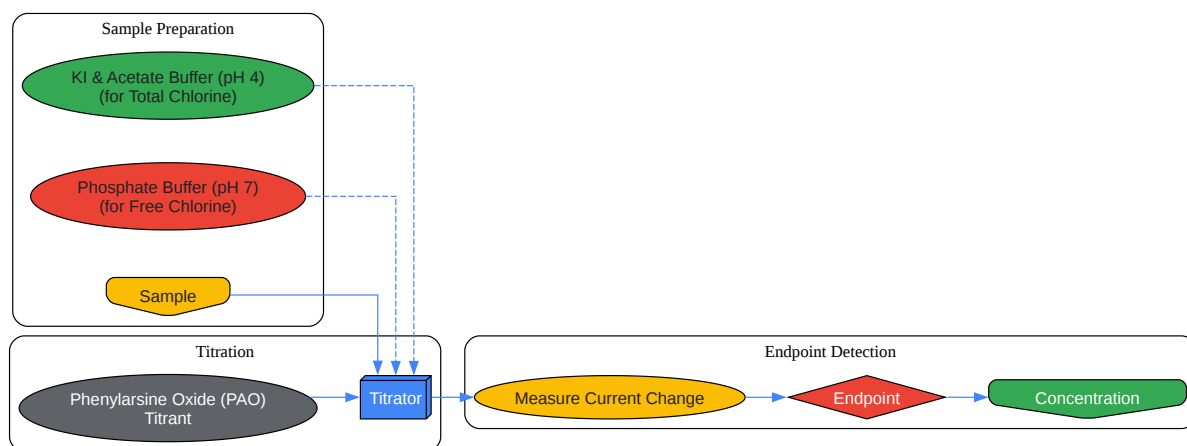 Sample Preparation
KI & Acetate Buffer (pH 4)
(for Total Chlorine)
Phosphate Buffer (pH 7)
(for Free Chlorine)
Sample
Titration
Phenylarsine Oxide (PAO)
Titrant
Titrator
Endpoint Detection
Measure Current Change
Endpoint
Concentration